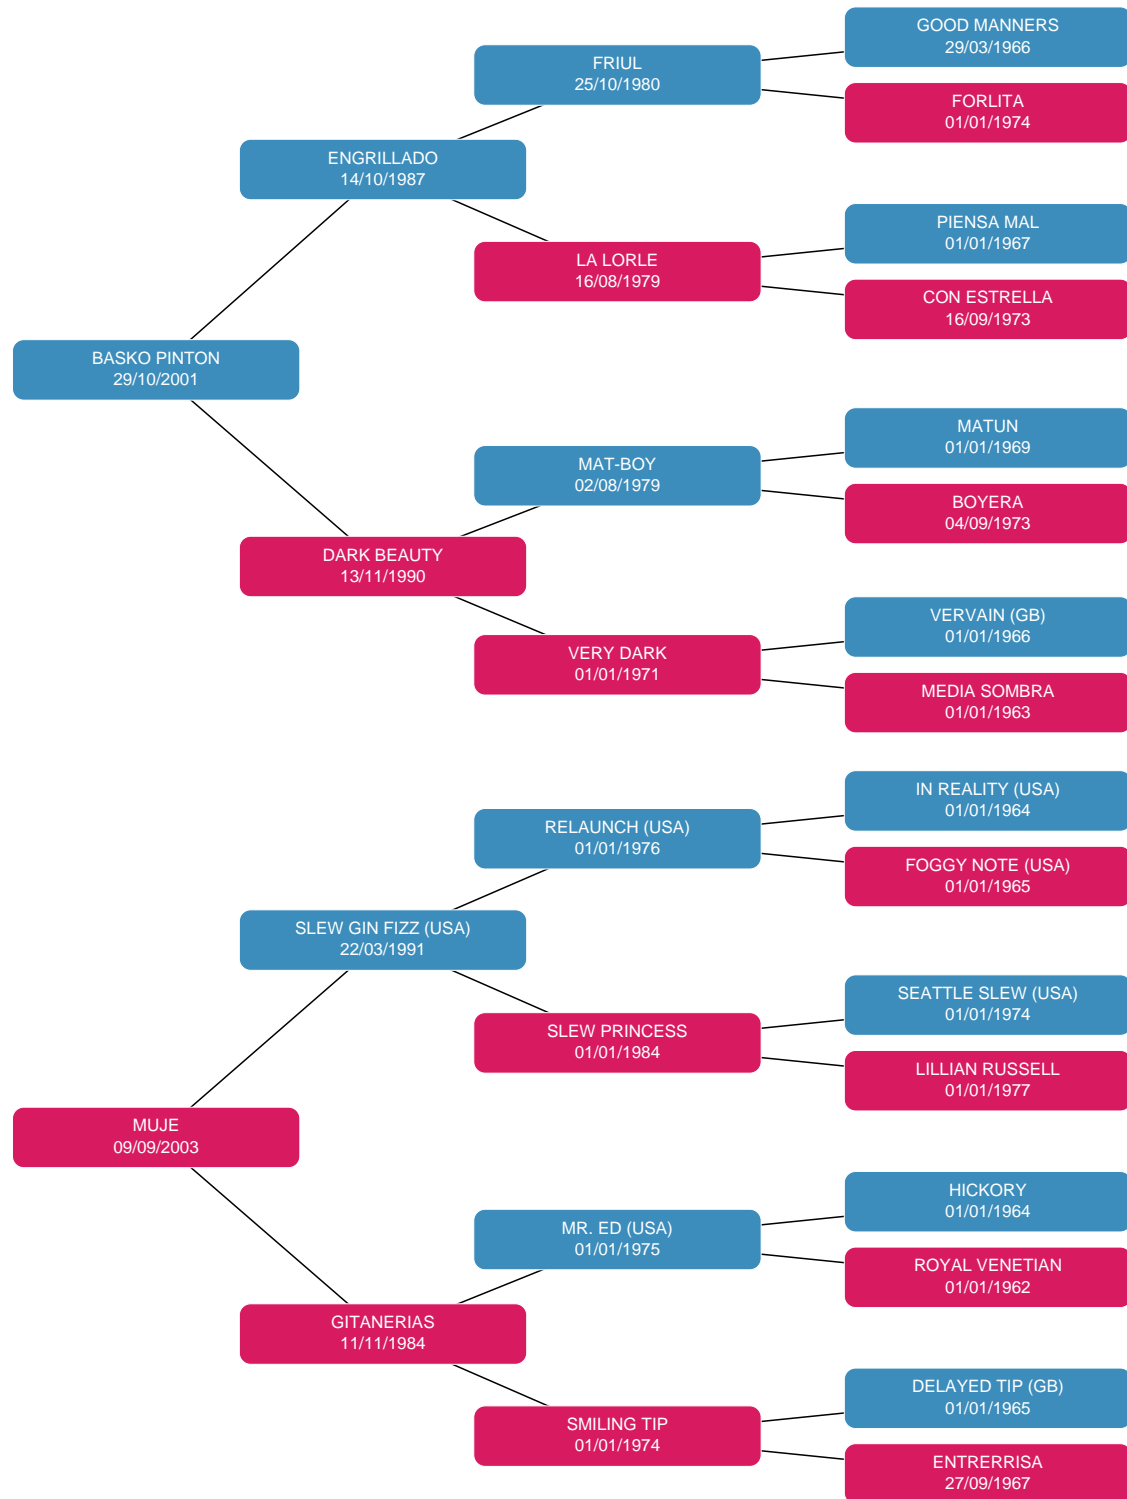 GOOD MANNERS
29/03/1966
FRIUL
25/10/1980
FORLITA
01/01/1974
ENGRILLADO
14/10/1987
PIENSA MAL
01/01/1967
LA LORLE
16/08/1979
CON ESTRELLA
16/09/1973
BASKO PINTON
29/10/2001
MATUN
01/01/1969
MAT-BOY
02/08/1979
BOYERA
04/09/1973
DARK BEAUTY
13/11/1990
VERVAIN (GB)
01/01/1966
VERY DARK
01/01/1971
MEDIA SOMBRA
01/01/1963
IN REALITY (USA)
01/01/1964
RELAUNCH (USA)
01/01/1976
FOGGY NOTE (USA)
01/01/1965
SLEW GIN FIZZ (USA)
22/03/1991
SEATTLE SLEW (USA)
01/01/1974
SLEW PRINCESS
01/01/1984
LILLIAN RUSSELL
01/01/1977
MUJE
09/09/2003
HICKORY
01/01/1964
MR. ED (USA)
01/01/1975
ROYAL VENETIAN
01/01/1962
GITANERIAS
11/11/1984
DELAYED TIP (GB)
01/01/1965
SMILING TIP
01/01/1974
ENTRERRISA
27/09/1967